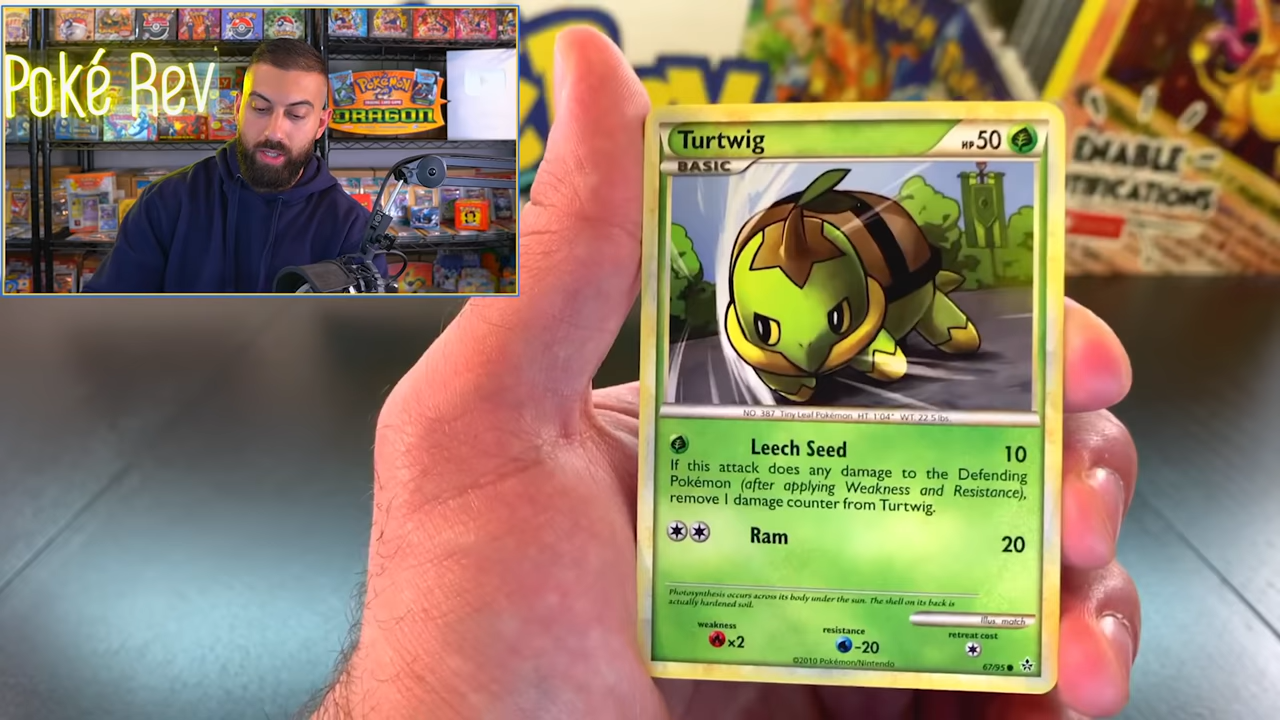 Poké Rev
POKéMON
DRAGON
ENABLE
NOTIFICATIONS
Turtwig
HP 50
BASIC
NO. 387 Tiny Leaf Pokémon HT: 1'04" WT: 22.5 lbs.
Leech Seed 10
If this attack does any damage to the Defending
Pokémon (after applying Weakness and Resistance),
remove 1 damage counter from Turtwig.
Ram 20
Photosynthesis occurs across its body under the sun. The shell on its back is
actually hardened soil.
Illus. match
weakness
×2
resistance
-20
retreat cost
©2010 Pokémon/Nintendo
67/95